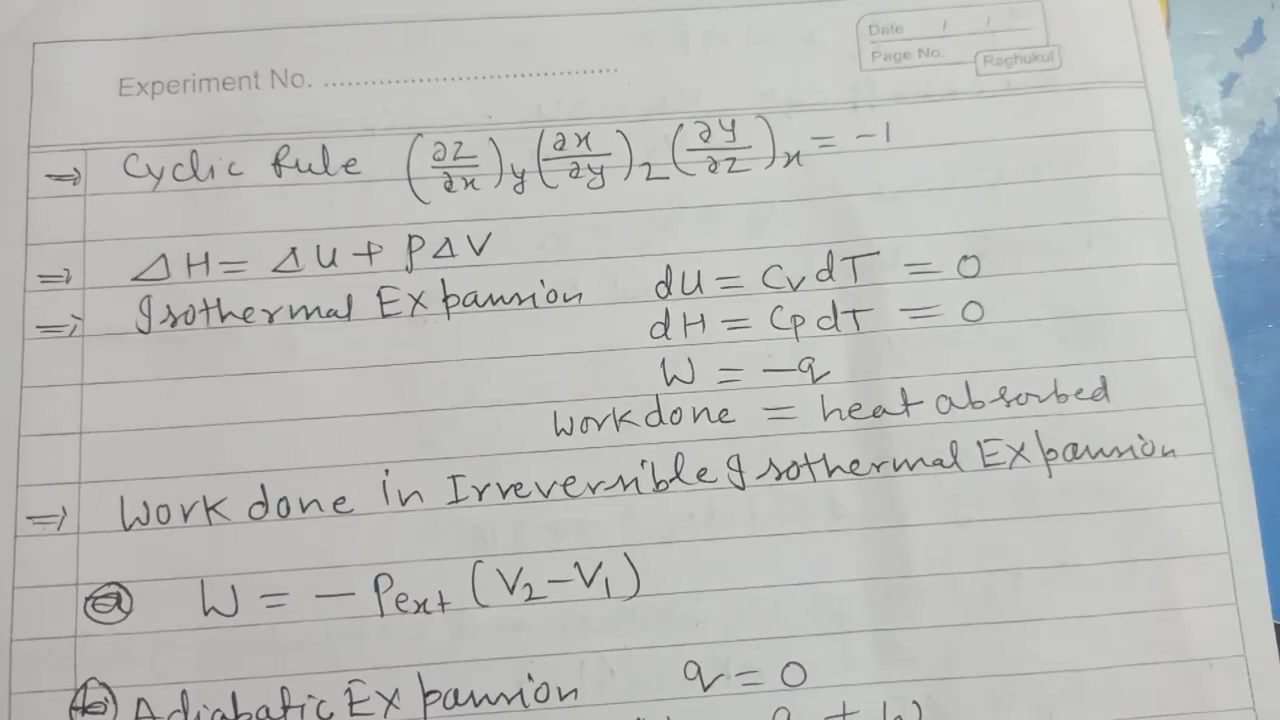 Date / /
Page No.
Raghukul
Experiment No. ..........................................
⇒ Cyclic Rule (∂z/∂x)y (∂x/∂y)z (∂y/∂z)x = -1
⇒ ΔH = ΔU + PΔV
⇒ Isothermal Expansion dU = CvdT = 0
dH = CpdT = 0
W = -q
Workdone = heat absorbed
⇒ Work done in Irreversible Isothermal Expansion
(a) W = - Pext (V2-V1)
(b) Adiabatic Expansion q = 0
q + W